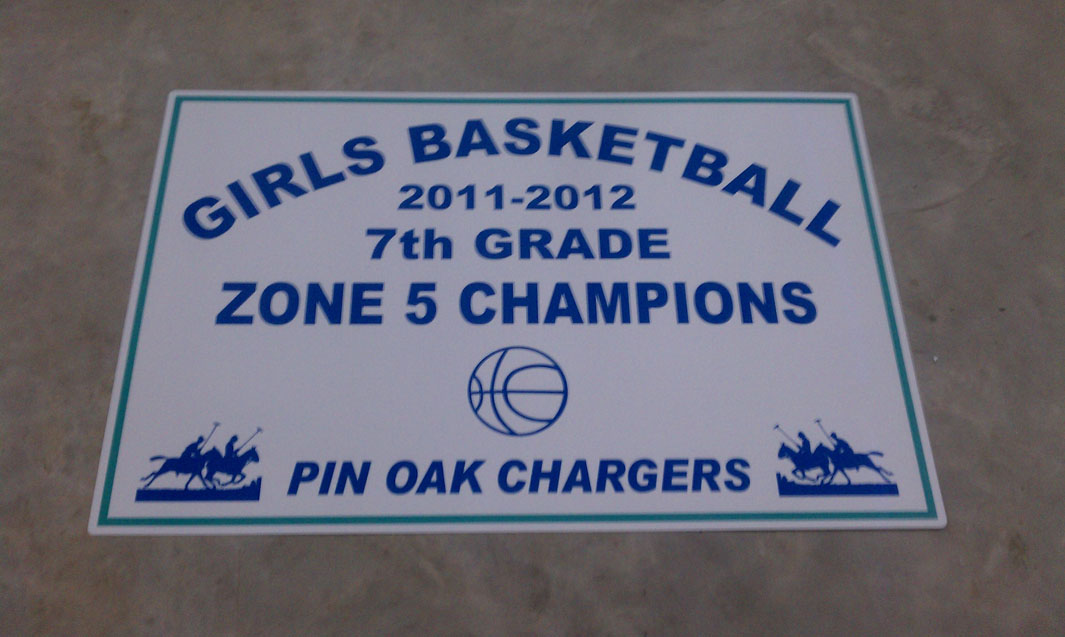 GIRLS BASKETBALL
2011-2012
7th GRADE
ZONE 5 CHAMPIONS
PIN OAK CHARGERS